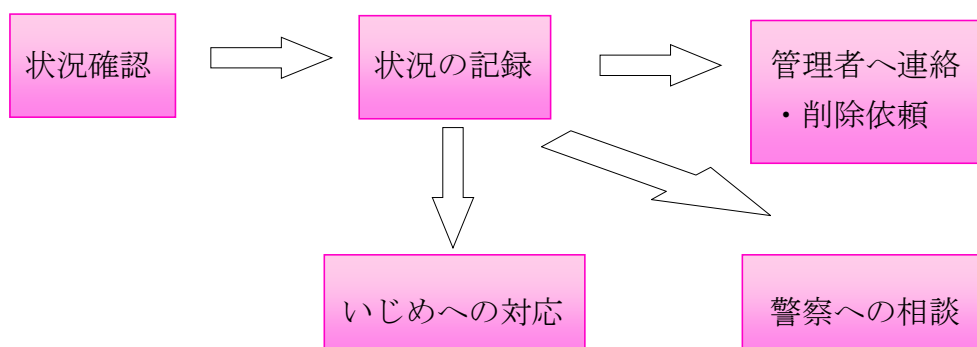 状況確認
状況の記録
管理者へ連絡
・削除依頼
いじめへの対応
警察への相談